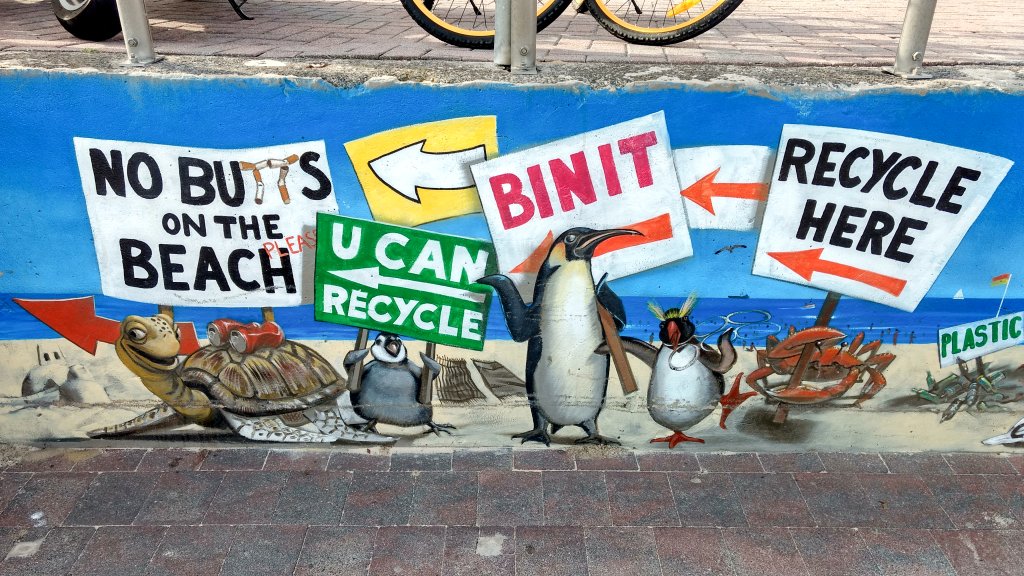 NO BUTTS
ON THE
BEACH
PLEASE
U CAN
RECYCLE
BIN IT
RECYCLE
HERE
PLASTIC